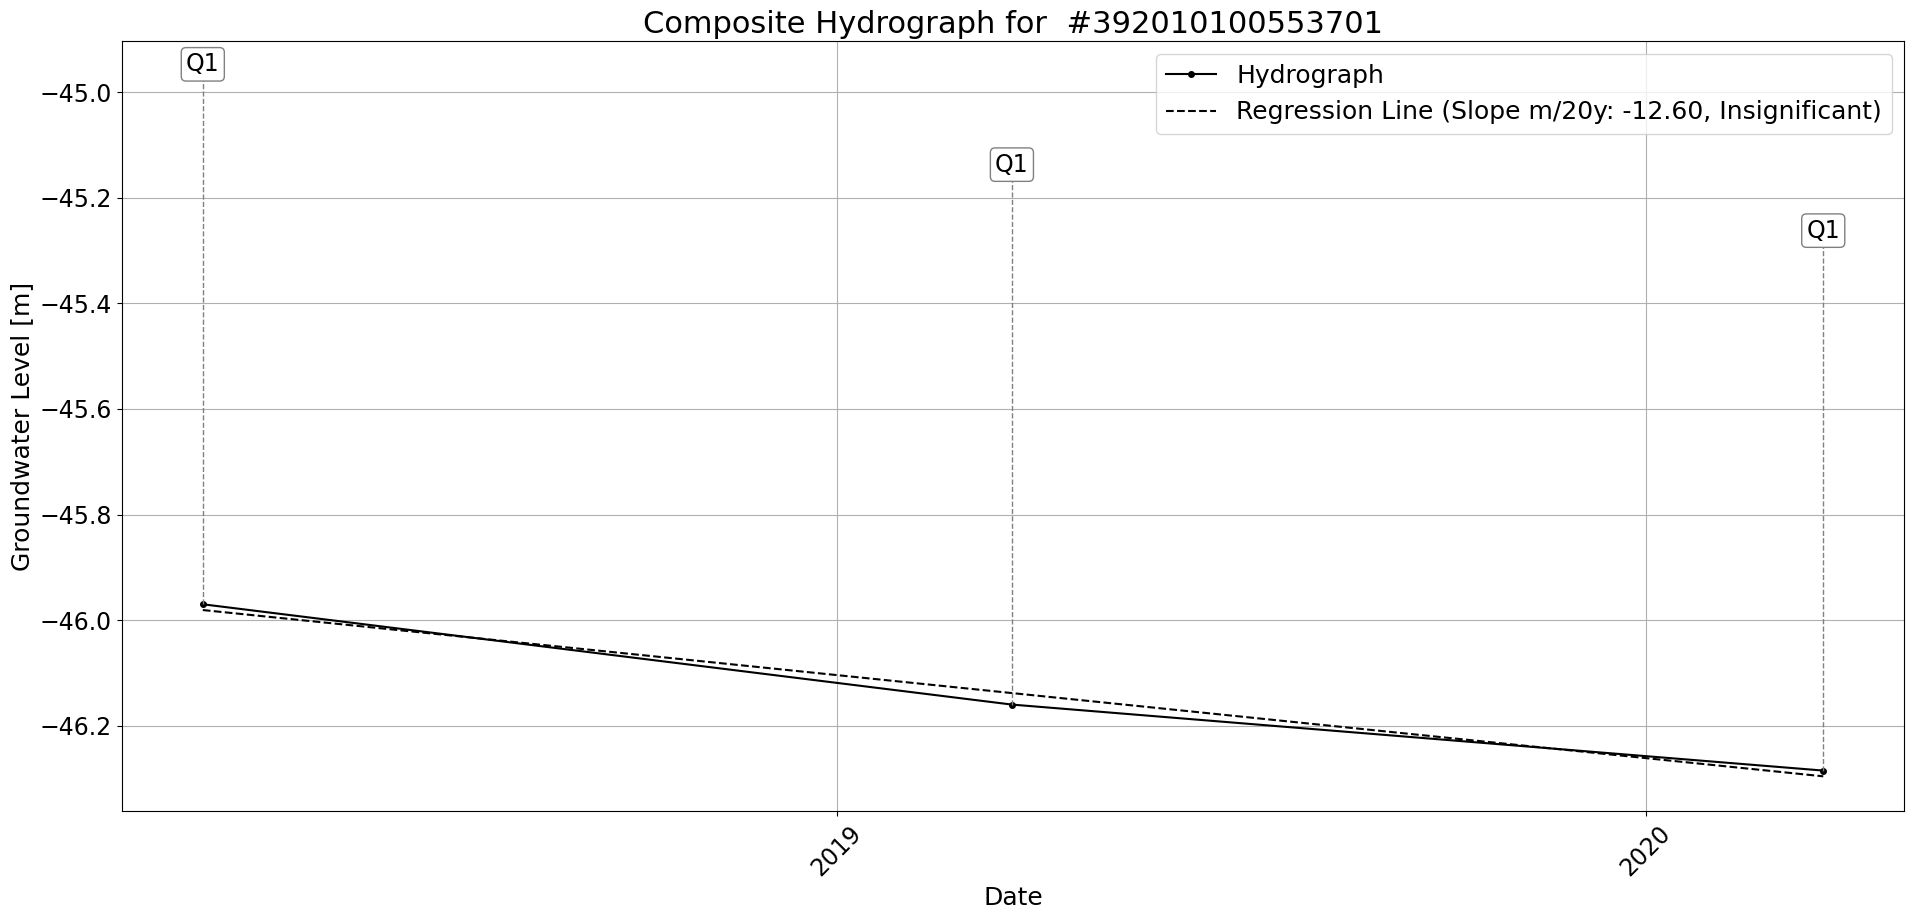 Composite Hydrograph for  #392010100553701
Q1
Hydrograph
Regression Line (Slope m/20y: -12.60, Insignificant)
Q1
Q1
−45.0
−45.2
−45.4
−45.6
−45.8
−46.0
−46.2
Groundwater Level [m]
2019
2020
Date